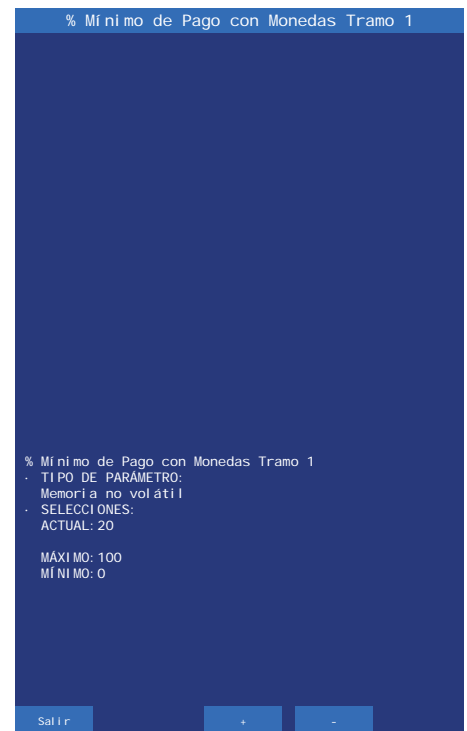 % Mínimo de Pago con Monedas Tramo 1
% Mínimo de Pago con Monedas Tramo 1
· TIPO DE PARÁMETRO:
Memoria no volátil
· SELECCIONES:
ACTUAL: 20
MÁXIMO: 100
MÍNIMO: 0
Salir + -